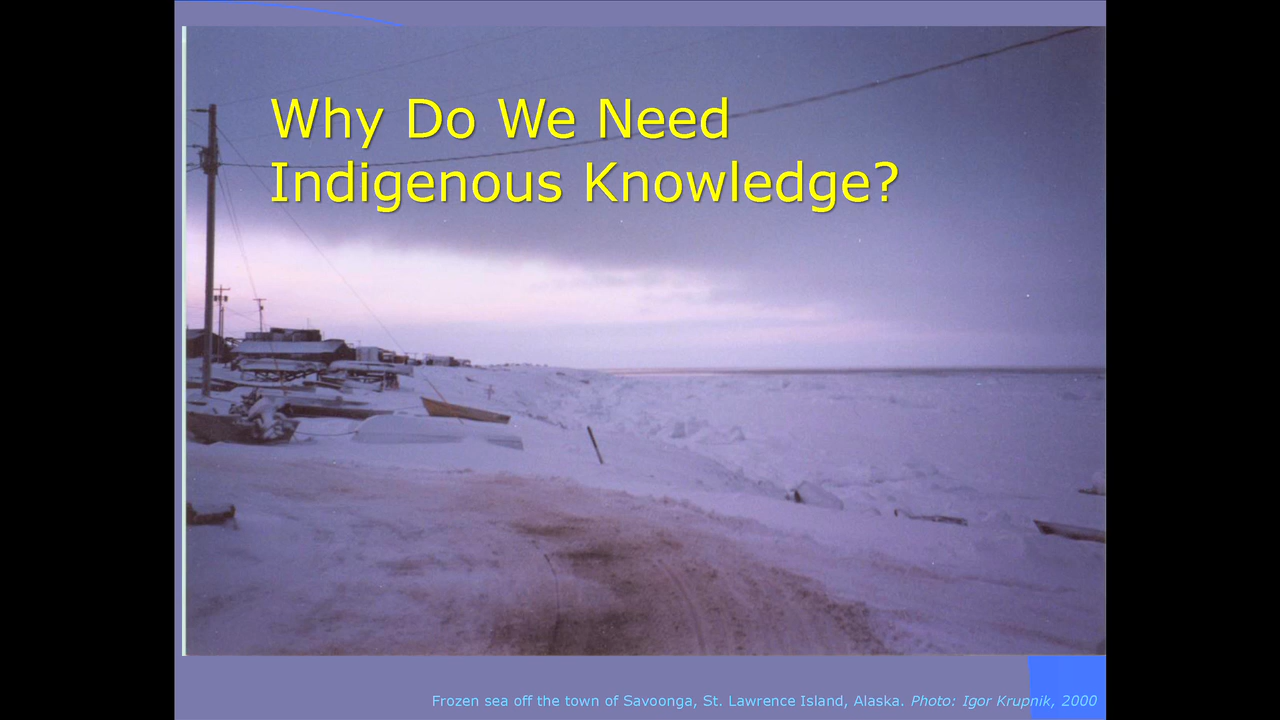 Why Do We Need
Indigenous Knowledge?
Frozen sea off the town of Savoonga, St. Lawrence Island, Alaska. Photo: Igor Krupnik, 2000